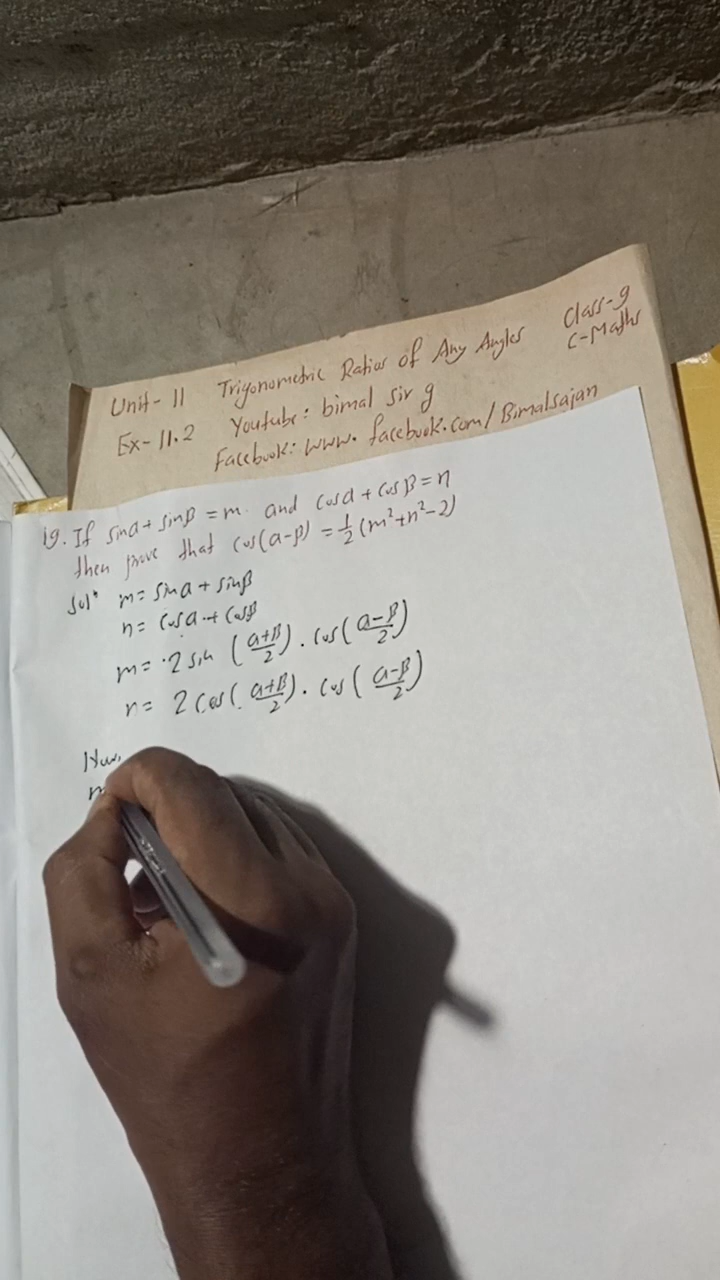 Unit- 11 Trigonometric Ratios of Any Angles Class-9
Ex- 11.2 Youtube: bimal sir g C-Maths
Facebook: www. facebook.com/Bimalsajan
19. If sinα + sinβ = m and cosα + cosβ = n
then prove that cos(α-β) = 1/2 (m²+n²-2)
Solⁿ m = sinα + sinβ
n = cosα + cosβ
m = 2 sin (α+β/2) . cos(α-β/2)
n = 2 cos(α+β/2) . cos(α-β/2)
Now,